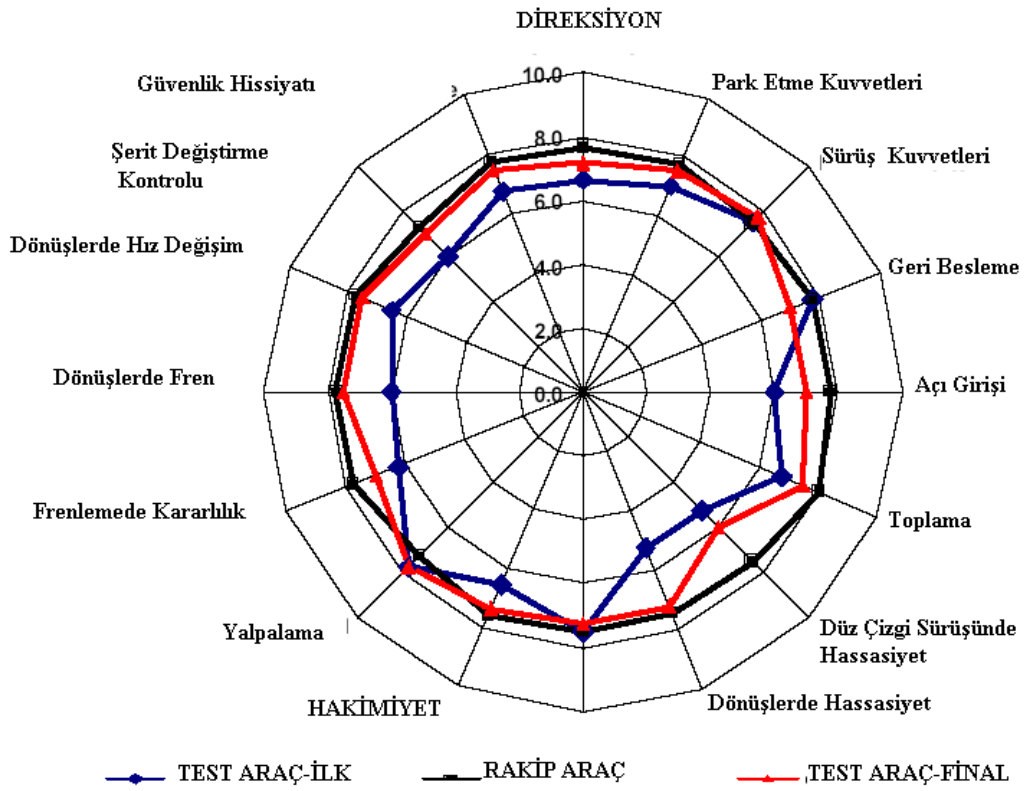 DİREKSİYON
Park Etme Kuvvetleri
Sürüş Kuvvetleri
Geri Besleme
Açı Girişi
Toplama
Düz Çizgi Sürüşünde
Hassasiyet
Dönüşlerde Hassasiyet
HAKİMİYET
Yalpalama
Frenlemede Kararlılık
Dönüşlerde Fren
Dönüşlerde Hız Değişim
Şerit Değiştirme
Kontrolu
Güvenlik Hissiyatı
10.0
8.0
6.0
4.0
2.0
0.0
TEST ARAÇ-İLK
RAKİP ARAÇ
TEST ARAÇ-FİNAL